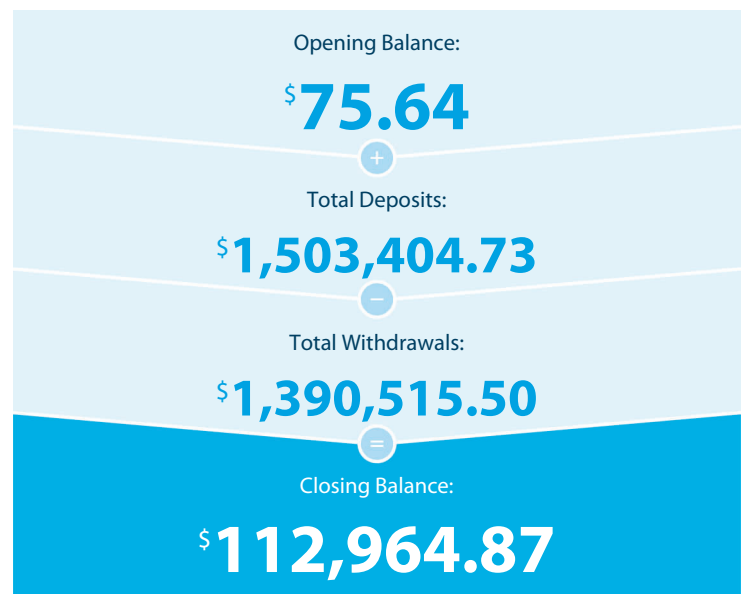 Opening Balance:
$75.64
+
Total Deposits:
$1,503,404.73
−
Total Withdrawals:
$1,390,515.50
=
Closing Balance:
$112,964.87